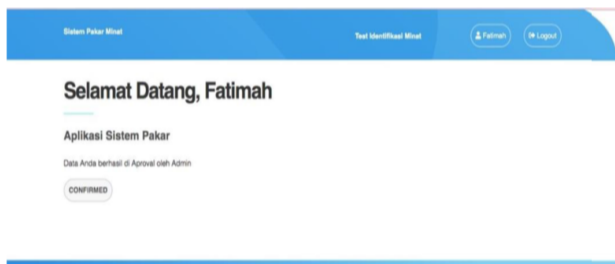 Sistem Pakar Minat
Test Identifikasi Minat
Fatimah
Logout
Selamat Datang, Fatimah
Aplikasi Sistem Pakar
Data Anda berhasil di Aproval oleh Admin
CONFIRMED